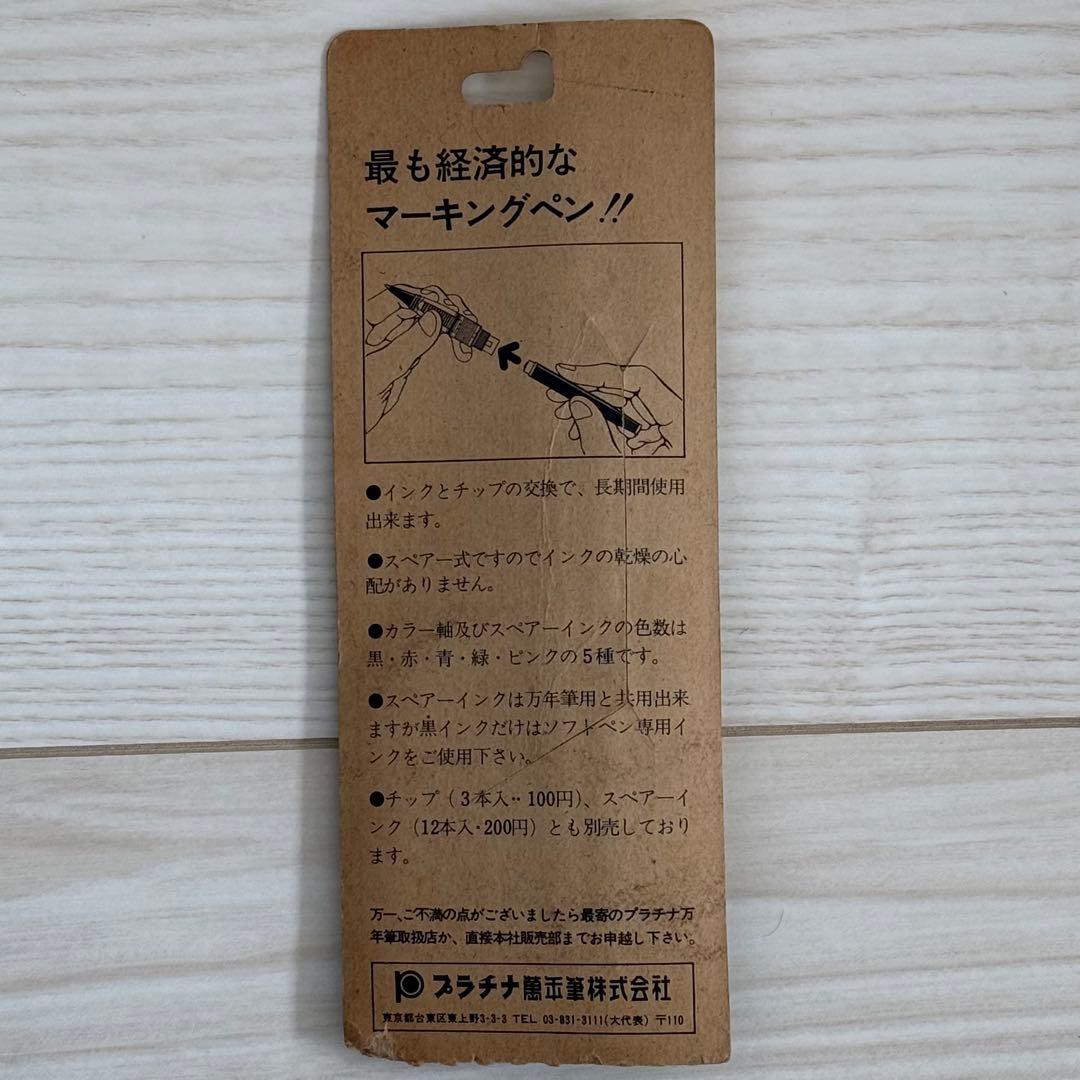 最も経済的な
マーキングペン!!
●インクとチップの交換で、長期間使用
出来ます。
●スペアー式ですのでインクの乾燥の心
配がありません。
●カラー軸及びスペアーインクの色数は
黒・赤・青・緑・ピンクの5種です。
●スペアーインクは万年筆用と共用出来
ますが黒インクだけはソフトペン専用イ
ンクをご使用下さい。
●チップ(3本入‥100円)、スペアーイ
ンク(12本入・200円)とも別売しており
ます。
万一、ご不満の点がございましたら最寄のプラチナ万
年筆取扱店か、直接本社販売部までお申越し下さい。
プラチナ萬年筆株式会社
東京都台東区東上野3-3-3 TEL 03-831-3111(大代表) 〒110